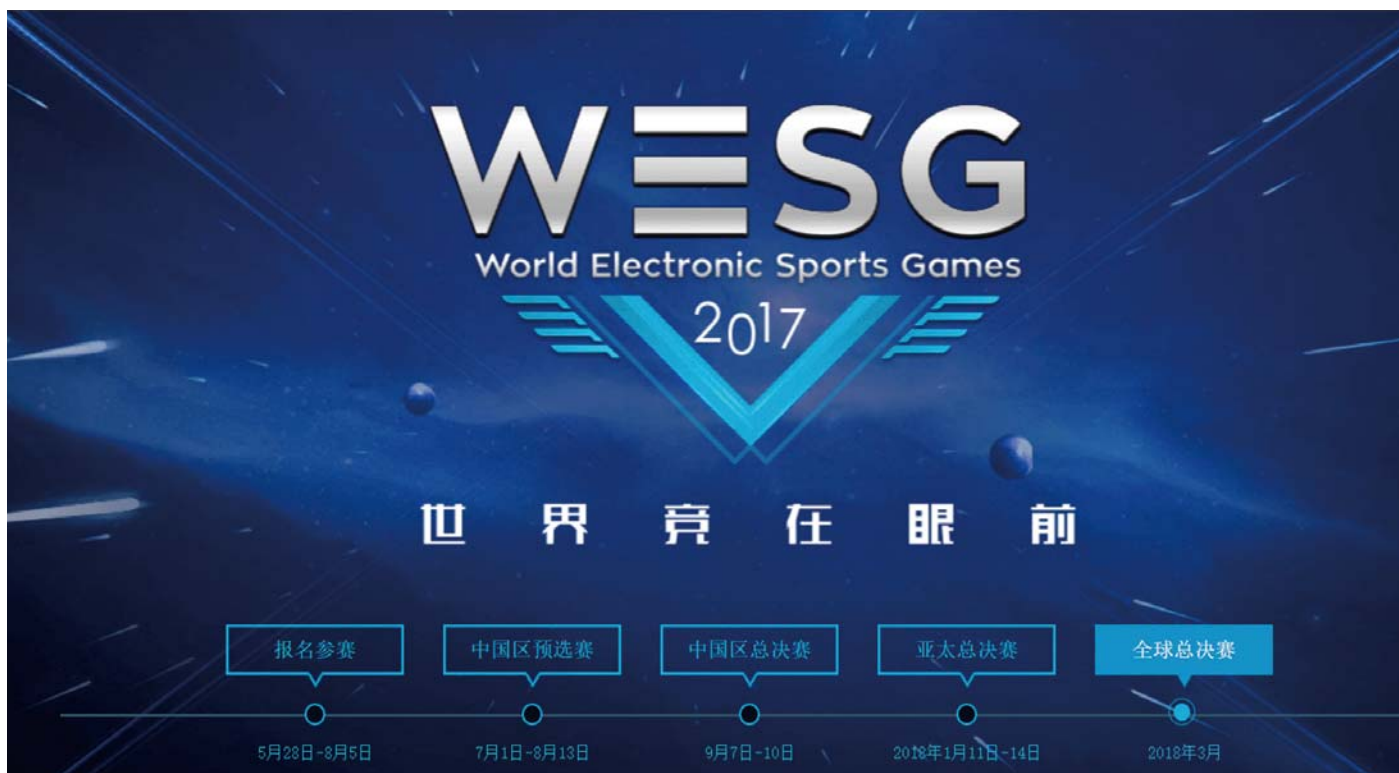 WESG
World Electronic Sports Games
2017
世界竞在眼前
报名参赛 中国区预选赛 中国区总决赛 亚太总决赛 全球总决赛
5月28日-8月5日 7月1日-8月13日 9月7日-10日 2018年1月11日-14日 2018年3月